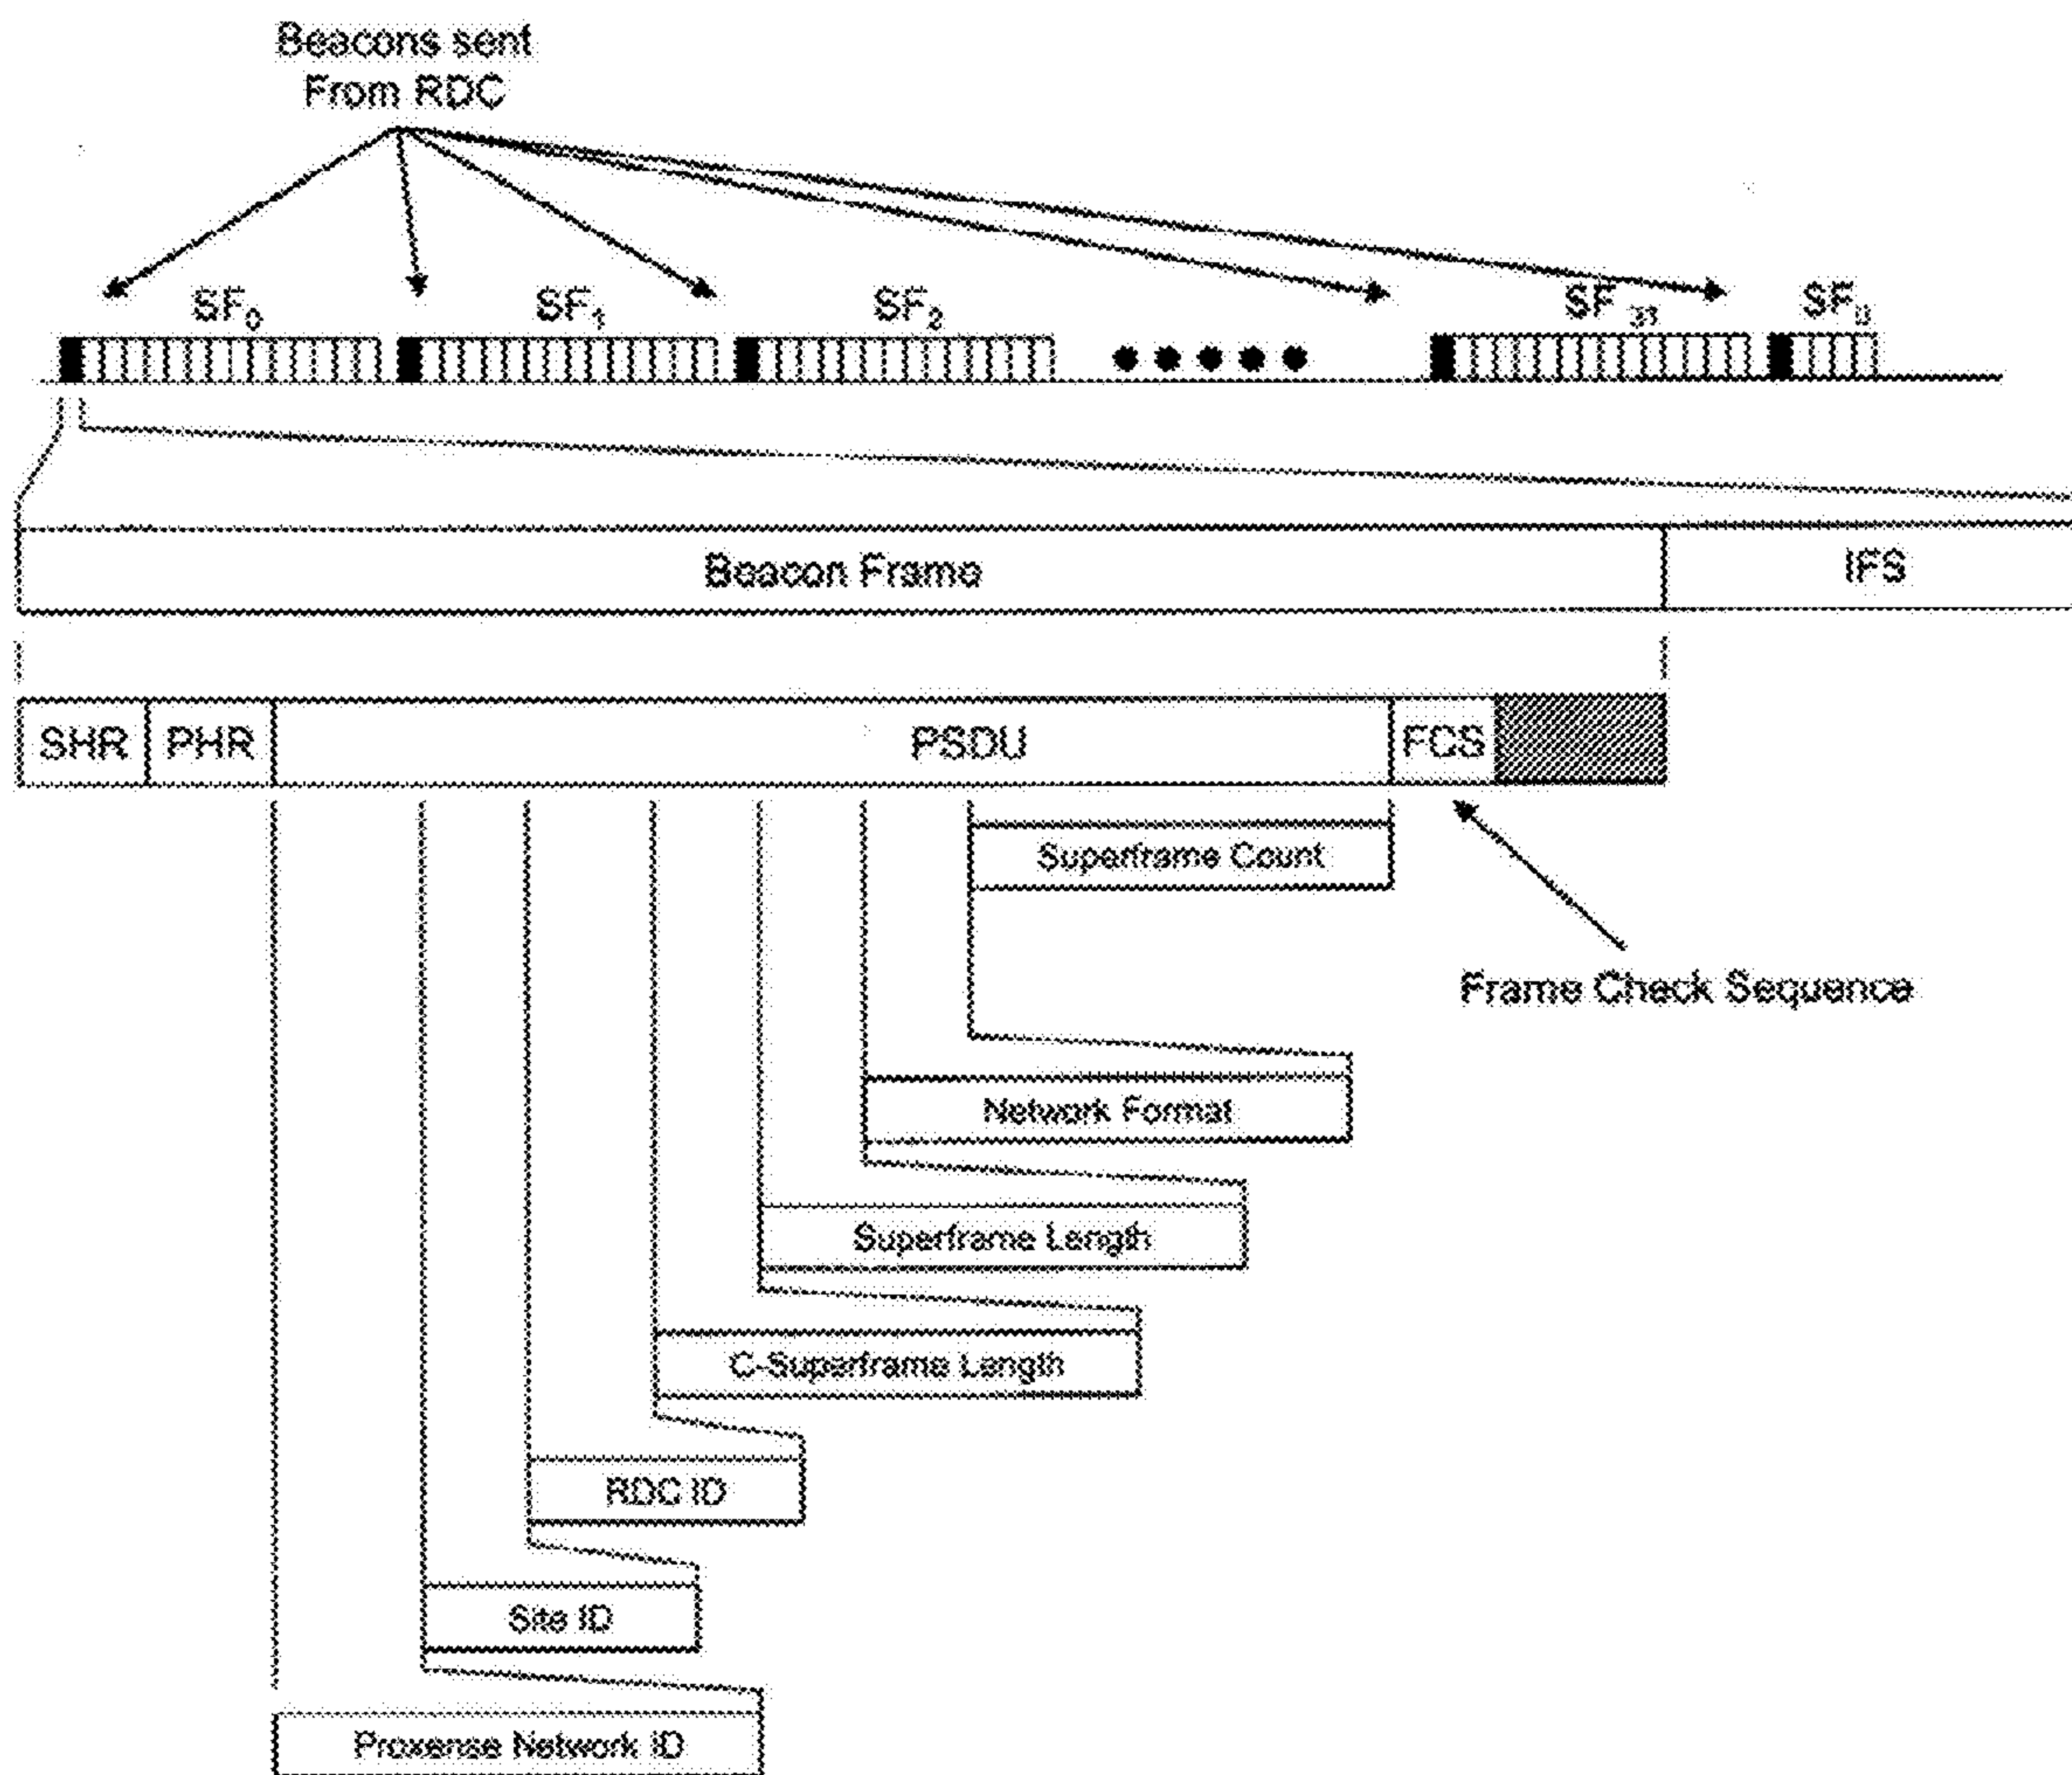 Beacons sent
From RDC
SF0 SF1 SF2 SF31 SF0
Beacon Frame IFS
SHR PHR PSDU FCS
Superframe Count
Frame Check Sequence
Network Format
Superframe Length
C-Superframe Length
RDC ID
Site ID
Proxense Network ID